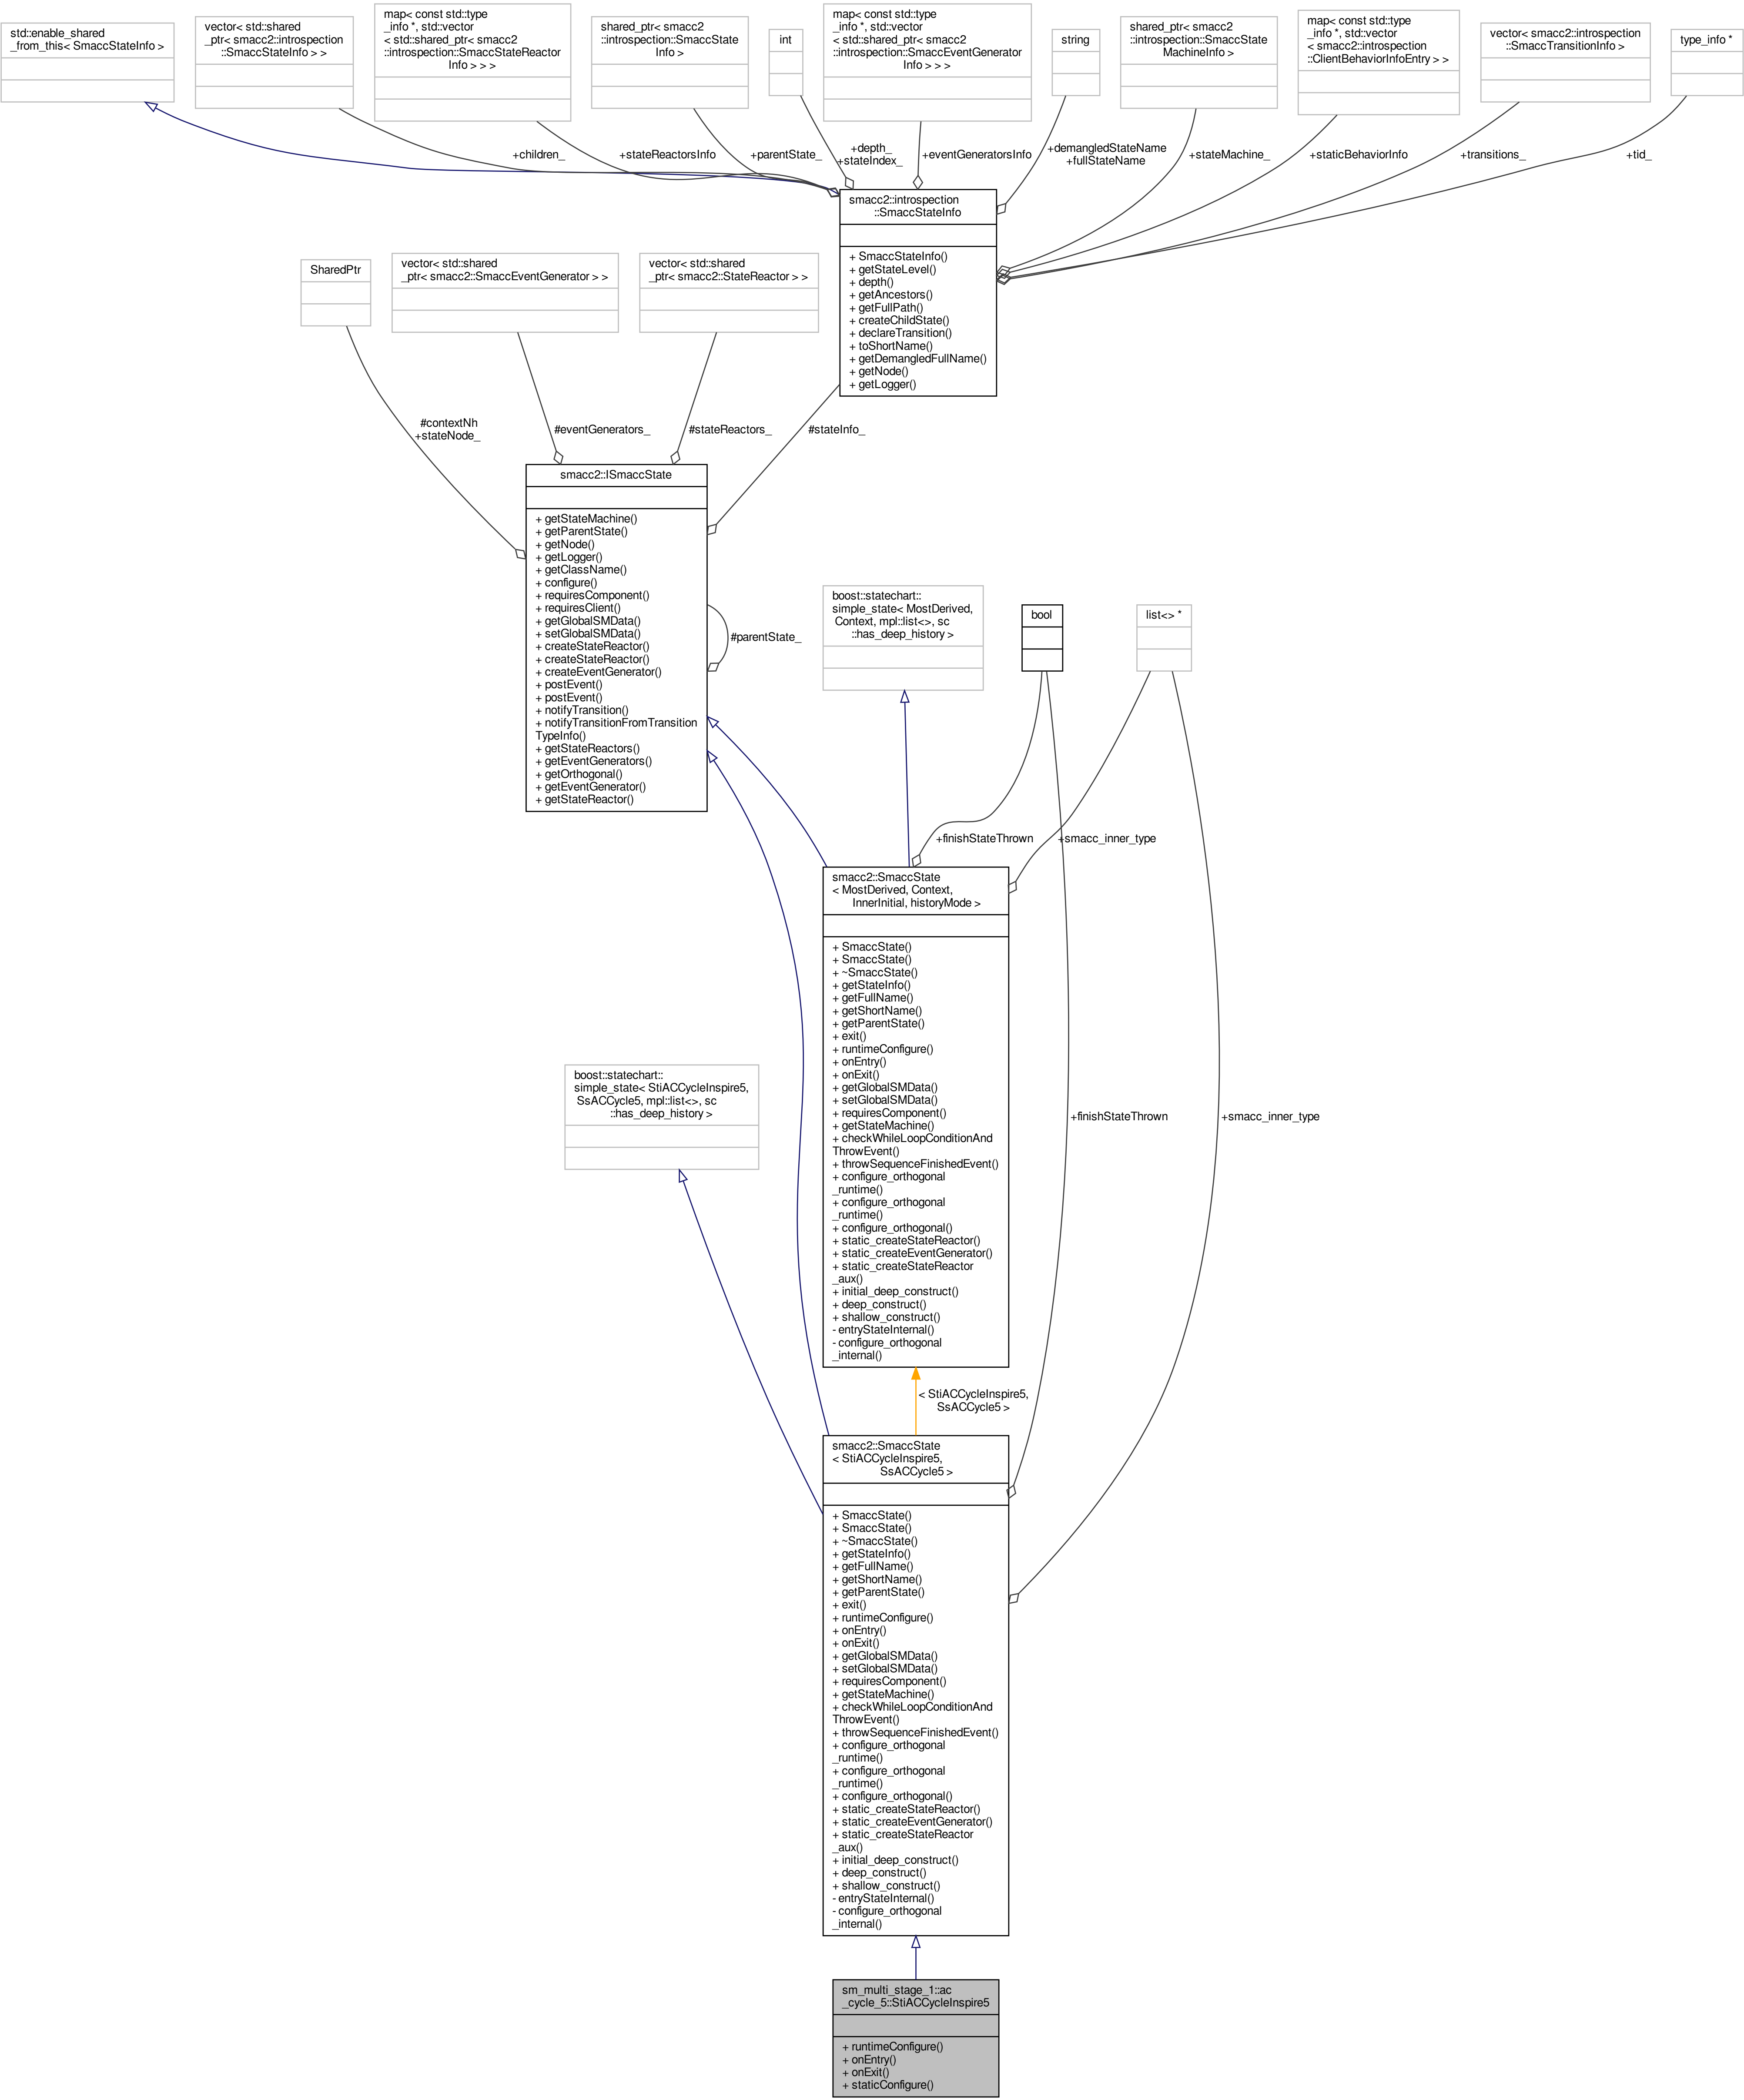 std::enable_shared
_from_this< SmaccStateInfo >
vector< std::shared
_ptr< smacc2::introspection
::SmaccStateInfo > >
map< const std::type
_info *, std::vector
< std::shared_ptr< smacc2
::introspection::SmaccStateReactor
Info > > >
shared_ptr< smacc2
::introspection::SmaccState
Info >
int
map< const std::type
_info *, std::vector
< std::shared_ptr< smacc2
::introspection::SmaccEventGenerator
Info > > >
string
shared_ptr< smacc2
::introspection::SmaccState
MachineInfo >
map< const std::type
_info *, std::vector
< smacc2::introspection
::ClientBehaviorInfoEntry > >
vector< smacc2::introspection
::SmaccTransitionInfo >
type_info *
+children_
+stateReactorsInfo
+parentState_
+depth_
+stateIndex_
+eventGeneratorsInfo
+demangledStateName
+fullStateName
+stateMachine_
+staticBehaviorInfo
+transitions_
+tid_
smacc2::introspection
::SmaccStateInfo
+ SmaccStateInfo()
+ getStateLevel()
+ depth()
+ getAncestors()
+ getFullPath()
+ createChildState()
+ declareTransition()
+ toShortName()
+ getDemangledFullName()
+ getNode()
+ getLogger()
SharedPtr
vector< std::shared
_ptr< smacc2::SmaccEventGenerator > >
vector< std::shared
_ptr< smacc2::StateReactor > >
#contextNh
+stateNode_
#eventGenerators_
#stateReactors_
#stateInfo_
smacc2::ISmaccState
+ getStateMachine()
+ getParentState()
+ getNode()
+ getLogger()
+ getClassName()
+ configure()
+ requiresComponent()
+ requiresClient()
+ getGlobalSMData()
+ setGlobalSMData()
+ createStateReactor()
+ createStateReactor()
+ createEventGenerator()
+ postEvent()
+ postEvent()
+ notifyTransition()
+ notifyTransitionFromTransition
TypeInfo()
+ getStateReactors()
+ getEventGenerators()
+ getOrthogonal()
+ getEventGenerator()
+ getStateReactor()
#parentState_
boost::statechart::
simple_state< MostDerived,
Context, mpl::list<>, sc
::has_deep_history >
bool
list<> *
+finishStateThrown
+smacc_inner_type
smacc2::SmaccState
< MostDerived, Context,
InnerInitial, historyMode >
+ SmaccState()
+ SmaccState()
+ ~SmaccState()
+ getStateInfo()
+ getFullName()
+ getShortName()
+ getParentState()
+ exit()
+ runtimeConfigure()
+ onEntry()
+ onExit()
+ getGlobalSMData()
+ setGlobalSMData()
+ requiresComponent()
+ getStateMachine()
+ checkWhileLoopConditionAnd
ThrowEvent()
+ throwSequenceFinishedEvent()
+ configure_orthogonal
_runtime()
+ configure_orthogonal
_runtime()
+ configure_orthogonal()
+ static_createStateReactor()
+ static_createEventGenerator()
+ static_createStateReactor
_aux()
+ initial_deep_construct()
+ deep_construct()
+ shallow_construct()
- entryStateInternal()
- configure_orthogonal
_internal()
boost::statechart::
simple_state< StiACCycleInspire5,
SsACCycle5, mpl::list<>, sc
::has_deep_history >
+finishStateThrown
+smacc_inner_type
< StiACCycleInspire5,
SsACCycle5 >
smacc2::SmaccState
< StiACCycleInspire5,
SsACCycle5 >
+ SmaccState()
+ SmaccState()
+ ~SmaccState()
+ getStateInfo()
+ getFullName()
+ getShortName()
+ getParentState()
+ exit()
+ runtimeConfigure()
+ onEntry()
+ onExit()
+ getGlobalSMData()
+ setGlobalSMData()
+ requiresComponent()
+ getStateMachine()
+ checkWhileLoopConditionAnd
ThrowEvent()
+ throwSequenceFinishedEvent()
+ configure_orthogonal
_runtime()
+ configure_orthogonal
_runtime()
+ configure_orthogonal()
+ static_createStateReactor()
+ static_createEventGenerator()
+ static_createStateReactor
_aux()
+ initial_deep_construct()
+ deep_construct()
+ shallow_construct()
- entryStateInternal()
- configure_orthogonal
_internal()
sm_multi_stage_1::ac
_cycle_5::StiACCycleInspire5
+ runtimeConfigure()
+ onEntry()
+ onExit()
+ staticConfigure()